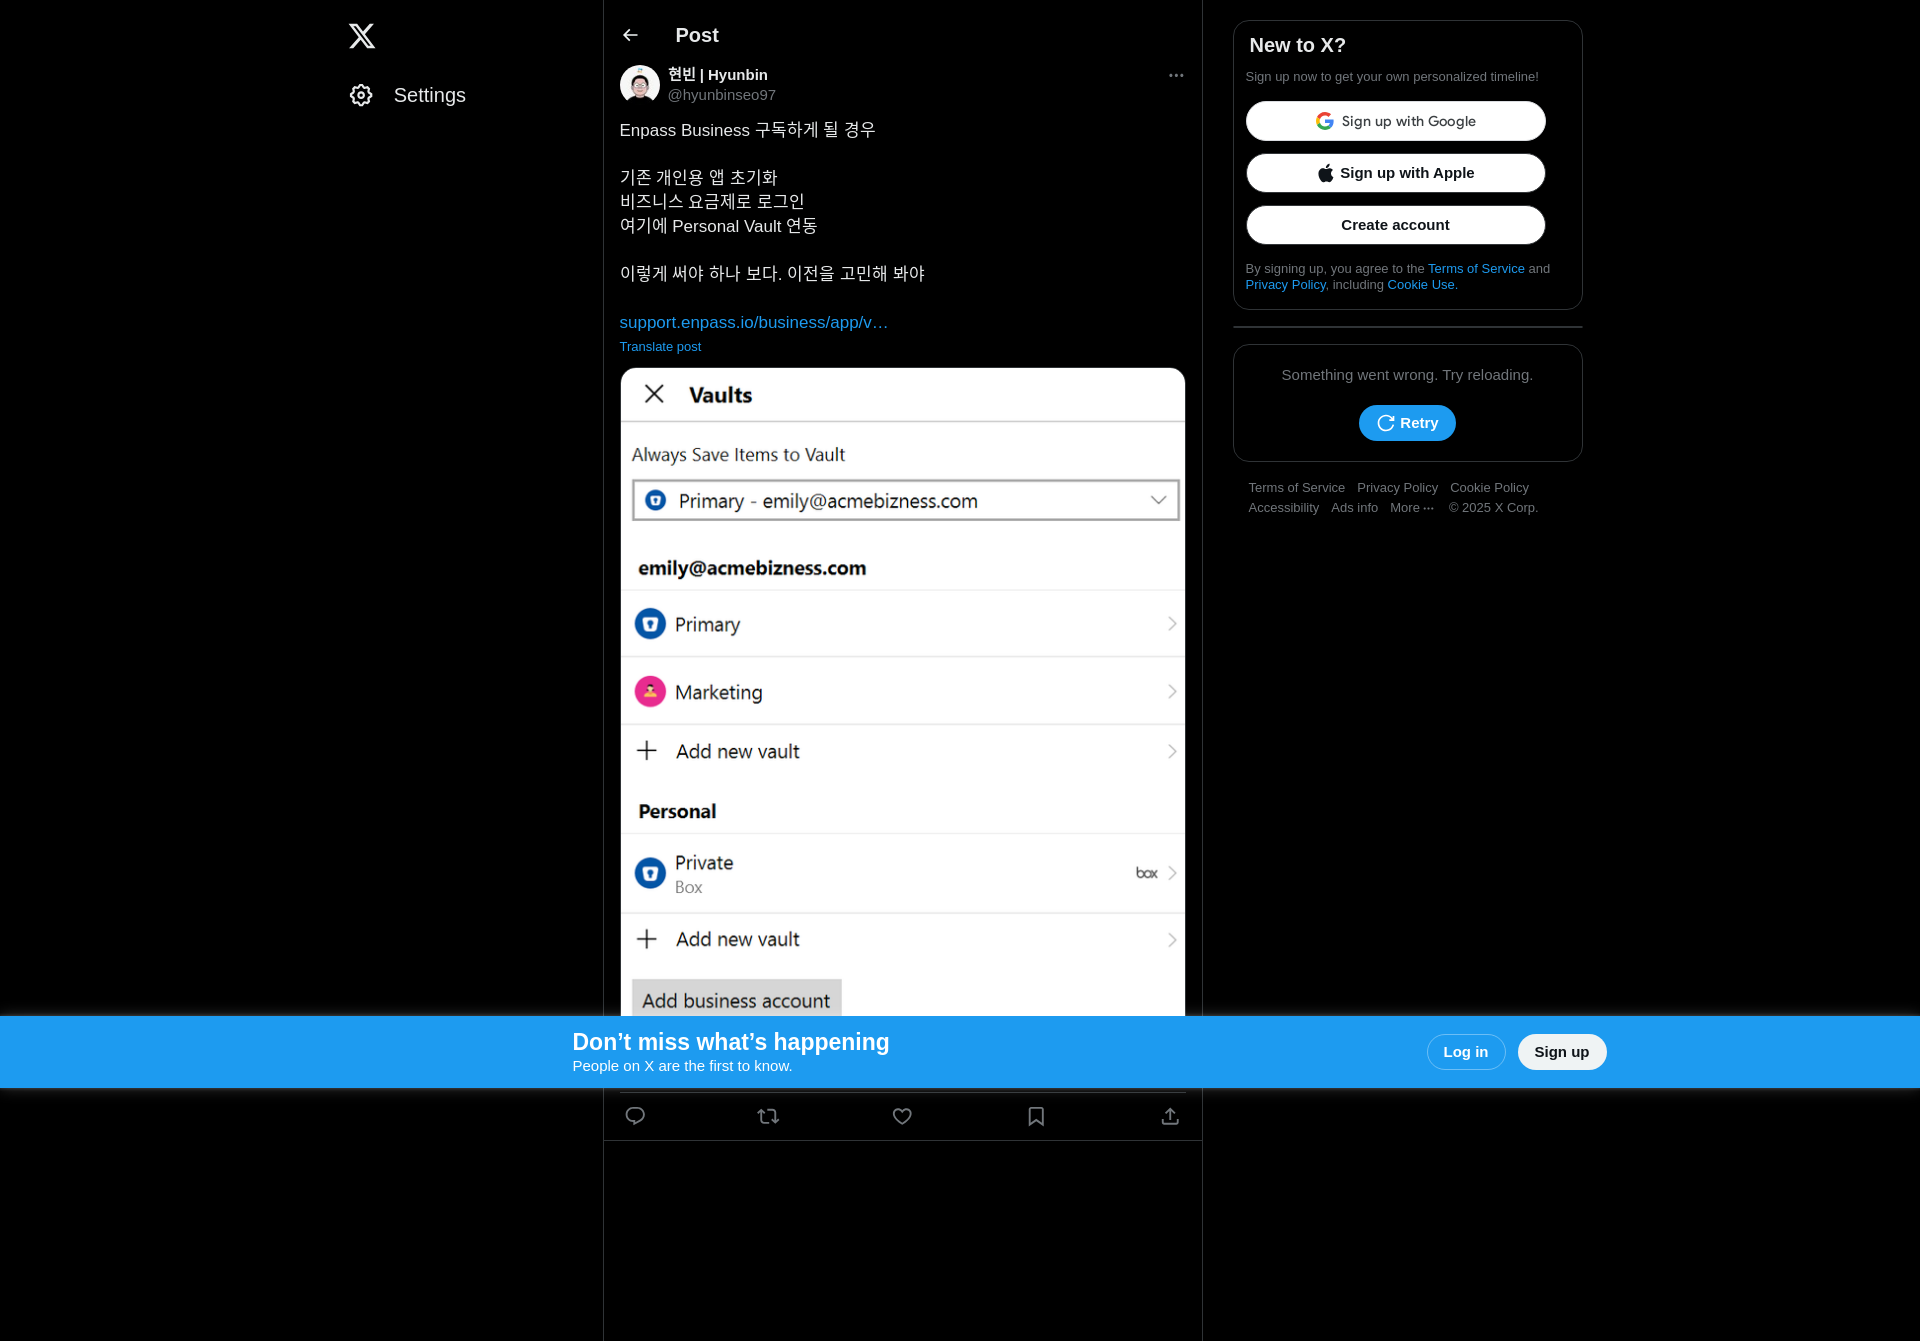 Settings
Post
현빈 | Hyunbin
@hyunbinseo97
Enpass Business 구독하게 될 경우
기존 개인용 앱 초기화
비즈니스 요금제로 로그인
여기에 Personal Vault 연동
이렇게 써야 하나 보다. 이전을 고민해 봐야
support.enpass.io/business/app/v…
Translate post
Vaults
Always Save Items to Vault
Primary - emily@acmebizness.com
emily@acmebizness.com
Primary
Marketing
Add new vault
Personal
Private
Box
box
Add new vault
Add business account
New to X?
Sign up now to get your own personalized timeline!
Sign up with Google
Sign up with Apple
Create account
By signing up, you agree to the Terms of Service and
Privacy Policy, including Cookie Use.
Something went wrong. Try reloading.
Retry
Terms of Service Privacy Policy Cookie Policy
Accessibility Ads info More ··· © 2025 X Corp.
Don’t miss what’s happening
People on X are the first to know.
Log in
Sign up